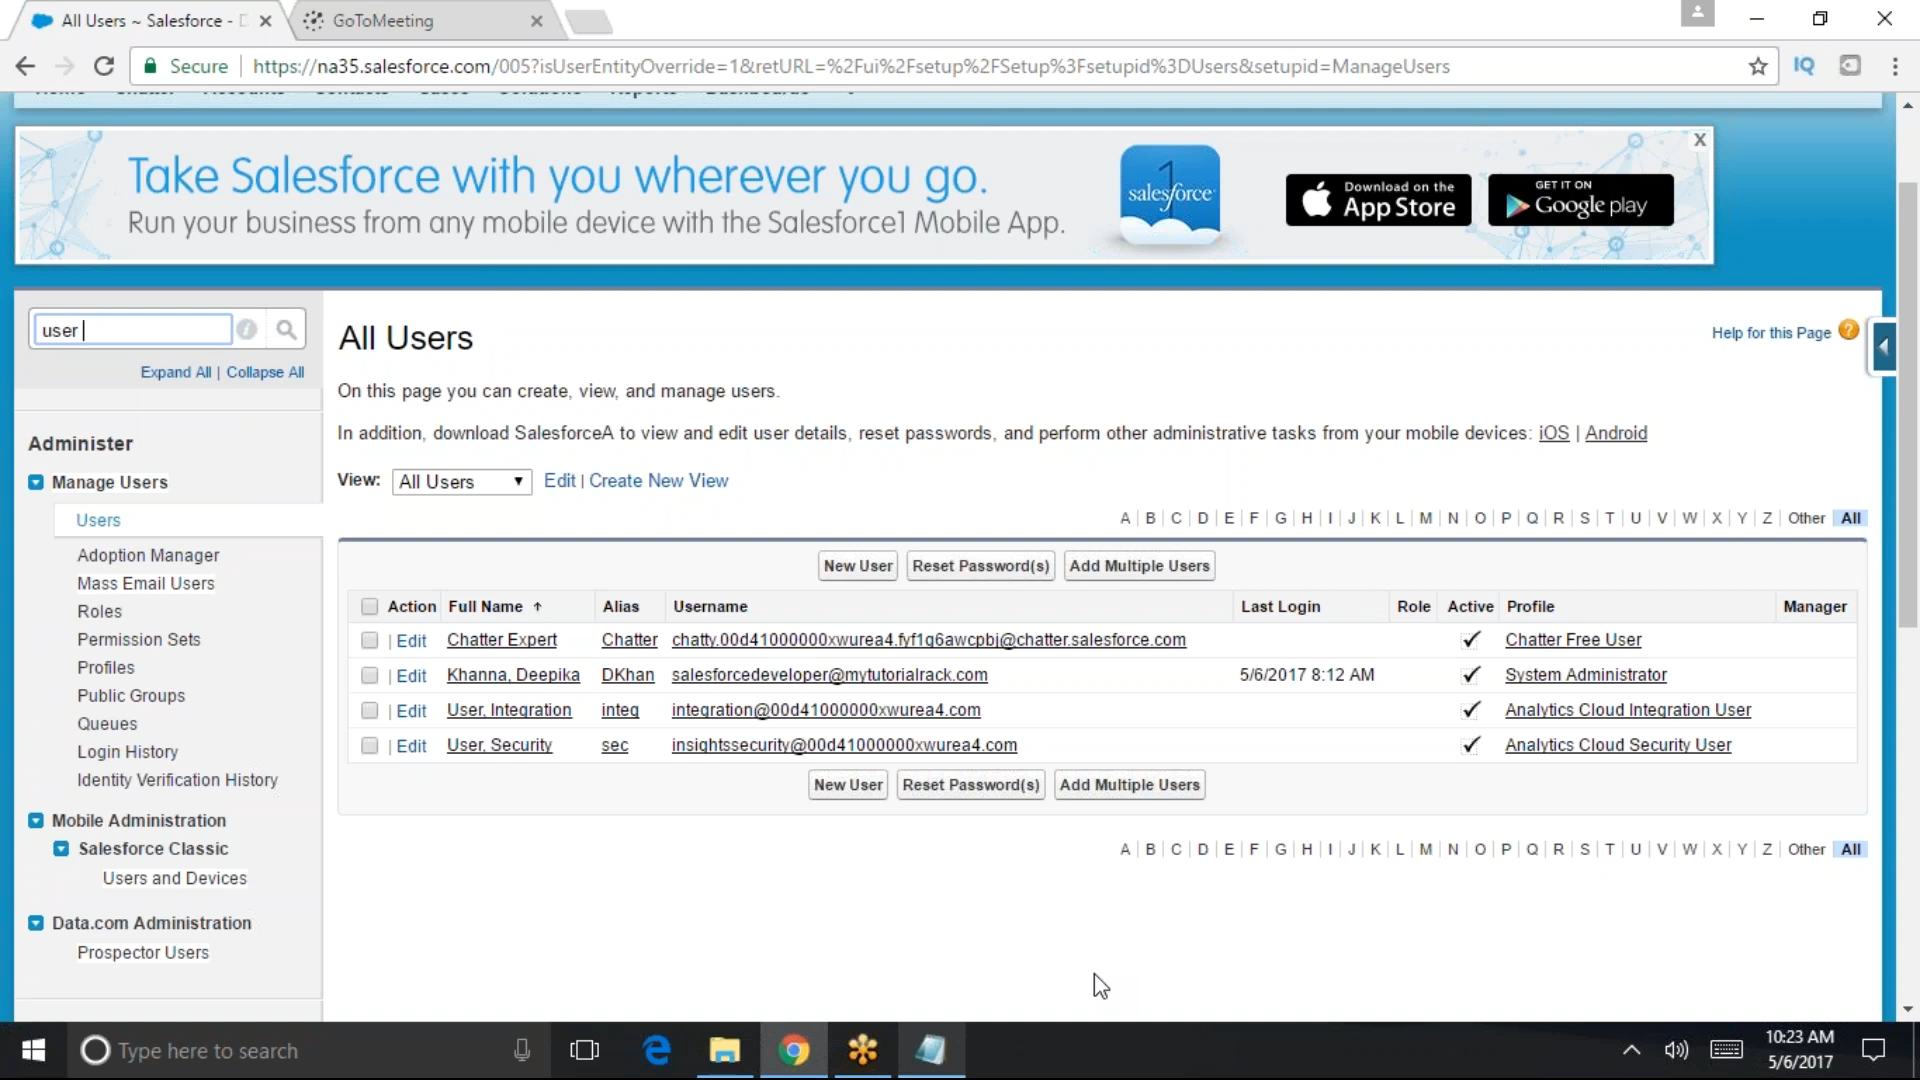 All Users ~ Salesforce - D
GoToMeeting
Secure
https://na35.salesforce.com/005?isUserEntityOverride=1&retURL=%2Fui%2Fsetup%2FSetup%3Fsetupid%3DUsers&setupid=ManageUsers
IQ
Take Salesforce with you wherever you go.
Run your business from any mobile device with the Salesforce1 Mobile App.
1
salesforce
Download on the
App Store
GET IT ON
Google play
X
user
Expand All | Collapse All
Administer
Manage Users
Users
Adoption Manager
Mass Email Users
Roles
Permission Sets
Profiles
Public Groups
Queues
Login History
Identity Verification History
Mobile Administration
Salesforce Classic
Users and Devices
Data.com Administration
Prospector Users
All Users
Help for this Page ?
On this page you can create, view, and manage users.
In addition, download SalesforceA to view and edit user details, reset passwords, and perform other administrative tasks from your mobile devices: iOS | Android
View: All Users Edit | Create New View
A | B | C | D | E | F | G | H | I | J | K | L | M | N | O | P | Q | R | S | T | U | V | W | X | Y | Z | Other All
New User Reset Password(s) Add Multiple Users
Action Full Name ↑ Alias Username Last Login Role Active Profile Manager
| Edit Chatter Expert Chatter chatty.00d41000000xwurea4.fyf1q6awcpbj@chatter.salesforce.com ✓ Chatter Free User
| Edit Khanna, Deepika DKhan salesforcedeveloper@mytutorialrack.com 5/6/2017 8:12 AM ✓ System Administrator
| Edit User, Integration integ integration@00d41000000xwurea4.com ✓ Analytics Cloud Integration User
| Edit User, Security sec insightssecurity@00d41000000xwurea4.com ✓ Analytics Cloud Security User
New User Reset Password(s) Add Multiple Users
A | B | C | D | E | F | G | H | I | J | K | L | M | N | O | P | Q | R | S | T | U | V | W | X | Y | Z | Other All
Type here to search
10:23 AM
5/6/2017